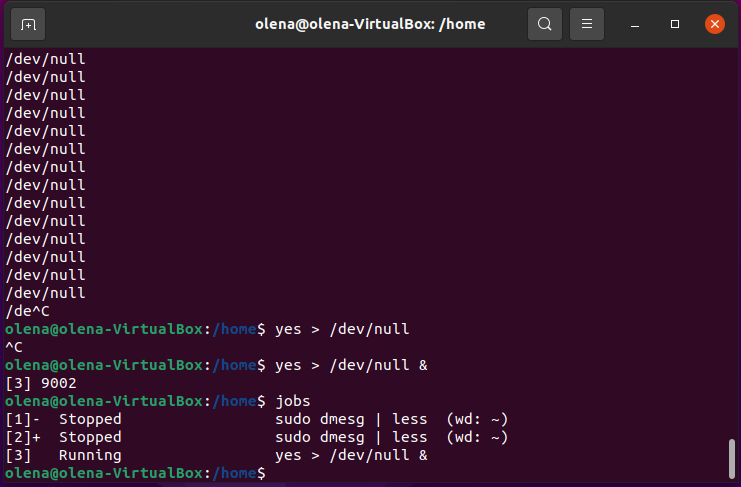 olena@olena-VirtualBox: /home
/dev/null
/dev/null
/dev/null
/dev/null
/dev/null
/dev/null
/dev/null
/dev/null
/dev/null
/dev/null
/dev/null
/dev/null
/dev/null
/dev/null
/de^C
olena@olena-VirtualBox:/home$ yes > /dev/null
^C
olena@olena-VirtualBox:/home$ yes > /dev/null &
[3] 9002
olena@olena-VirtualBox:/home$ jobs
[1]-  Stopped                 sudo dmesg | less  (wd: ~)
[2]+  Stopped                 sudo dmesg | less  (wd: ~)
[3]   Running                 yes > /dev/null &
olena@olena-VirtualBox:/home$